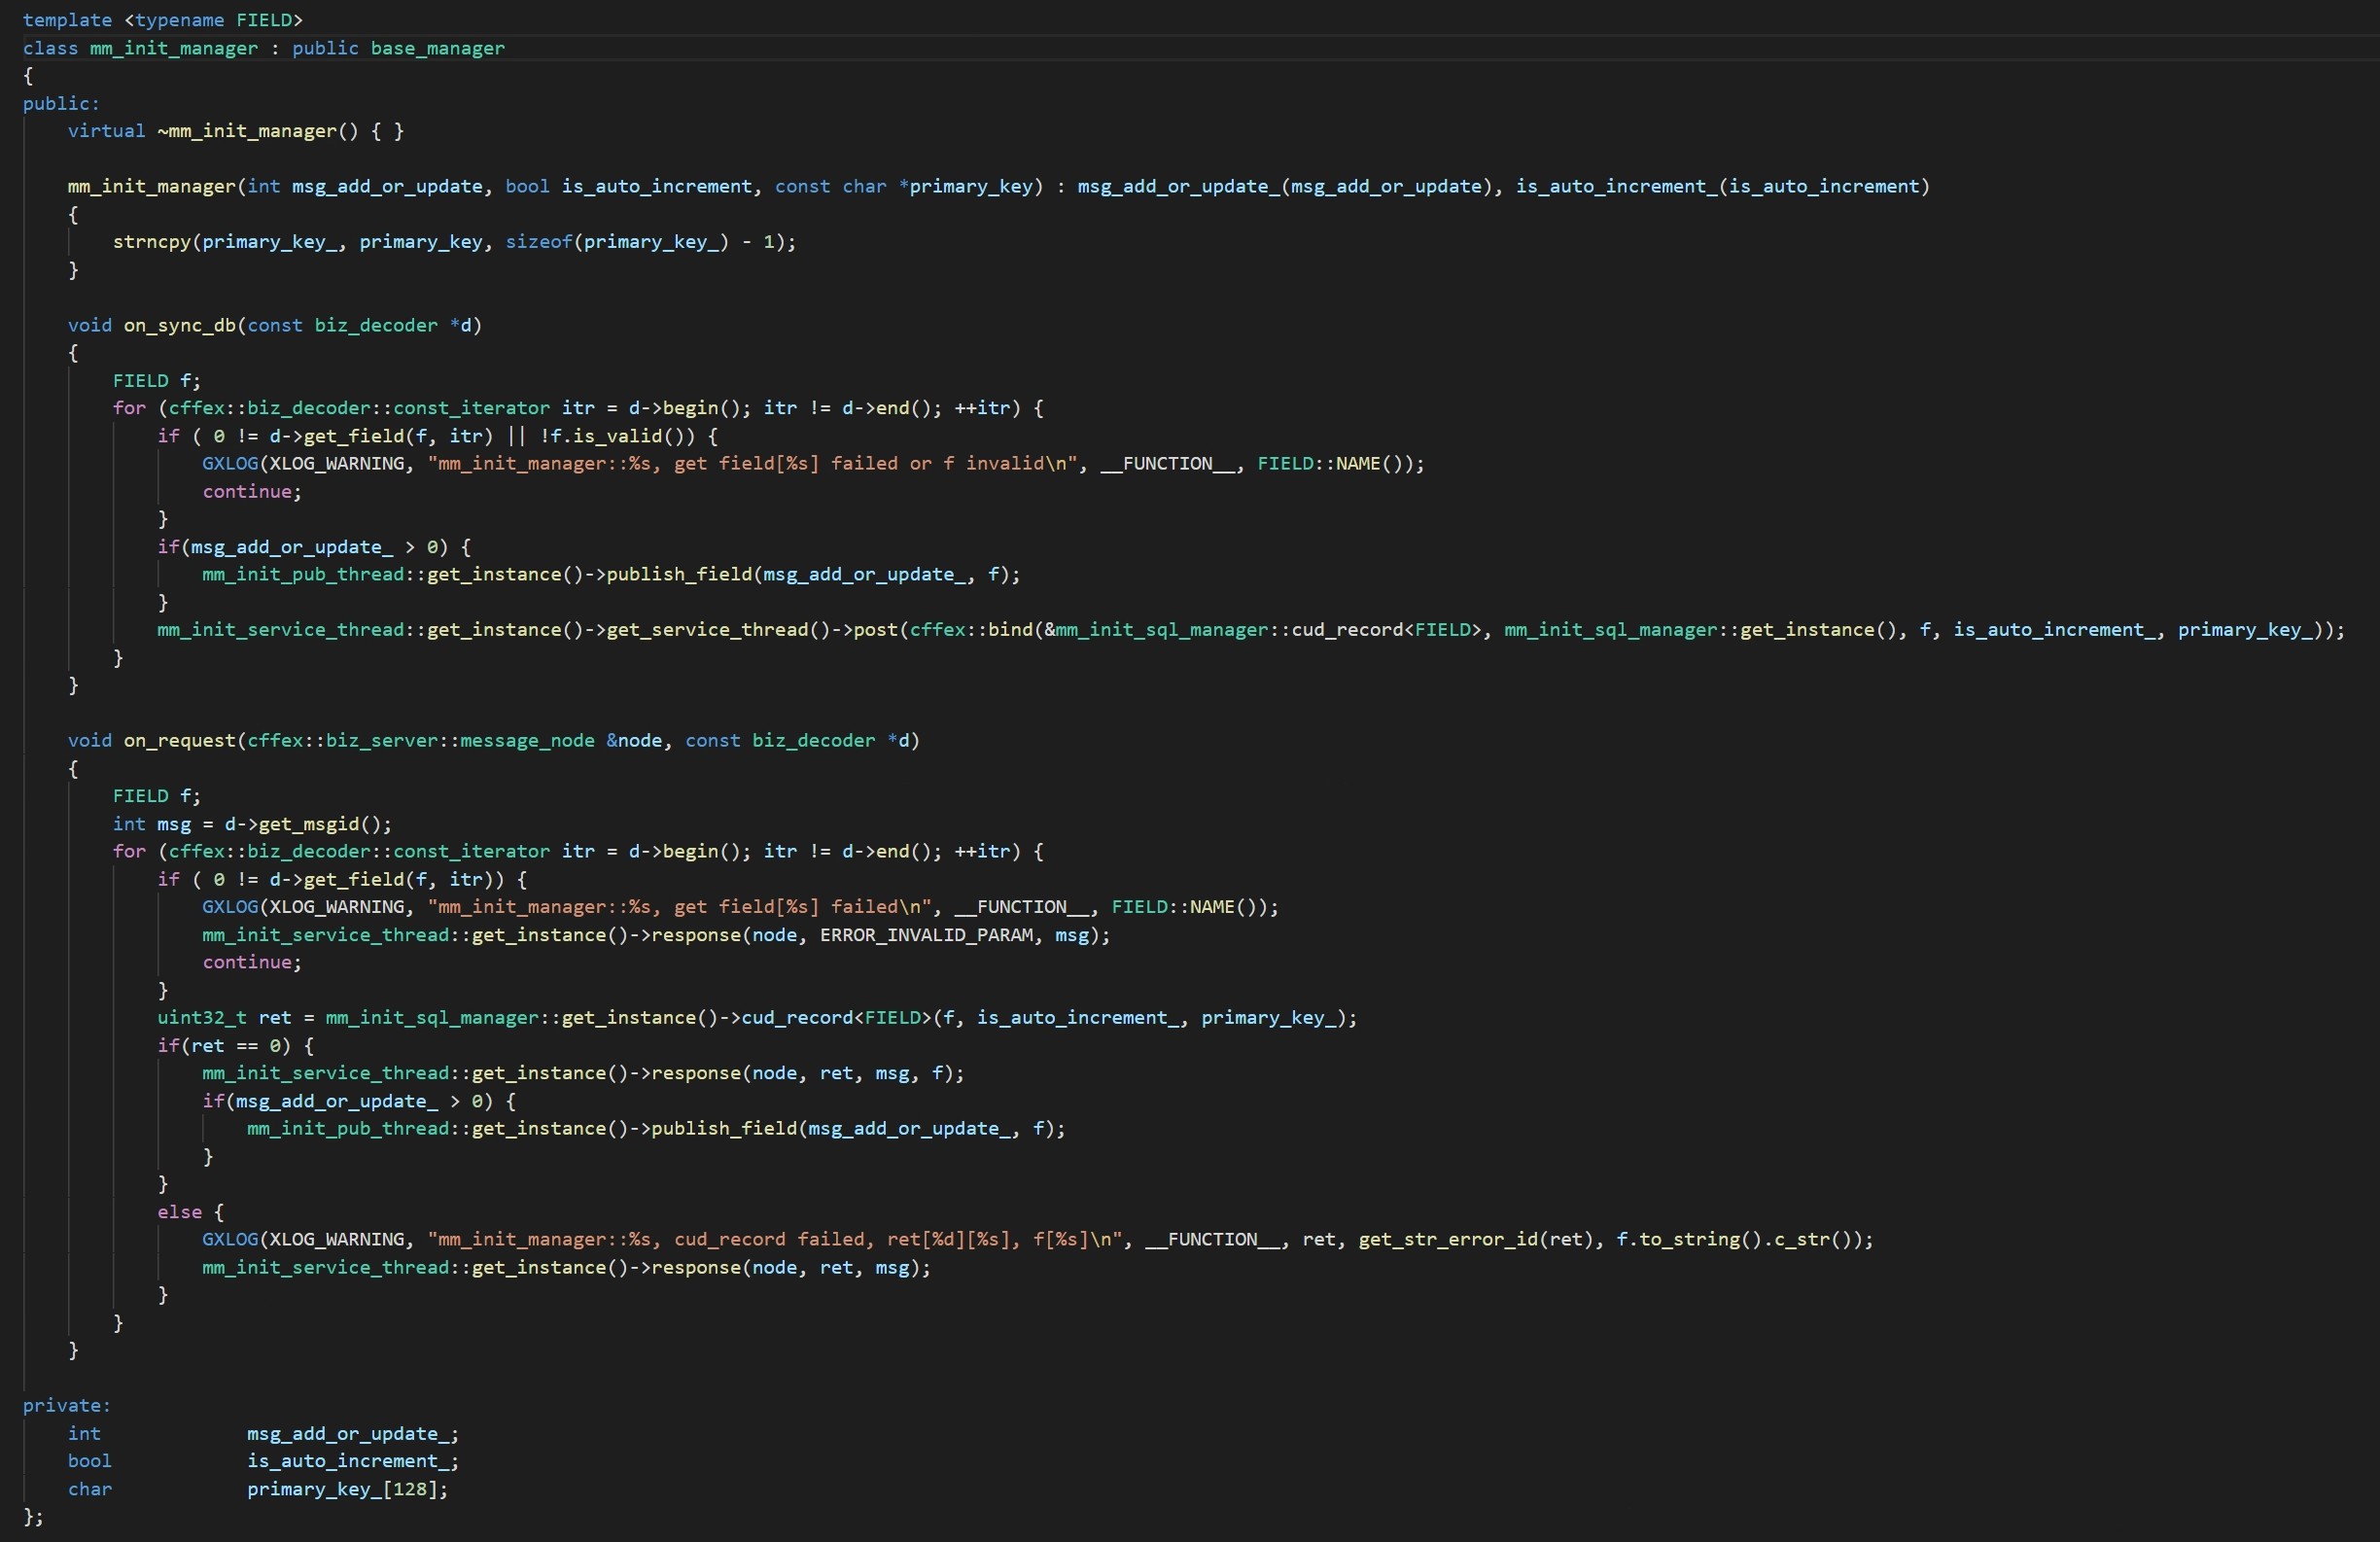 template <typename FIELD>
class mm_init_manager : public base_manager
{
public:
    virtual ~mm_init_manager() { }

    mm_init_manager(int msg_add_or_update, bool is_auto_increment, const char *primary_key) : msg_add_or_update_(msg_add_or_update), is_auto_increment_(is_auto_increment)
    {
        strncpy(primary_key_, primary_key, sizeof(primary_key_) - 1);
    }

    void on_sync_db(const biz_decoder *d)
    {
        FIELD f;
        for (cffex::biz_decoder::const_iterator itr = d->begin(); itr != d->end(); ++itr) {
            if ( 0 != d->get_field(f, itr) || !f.is_valid()) {
                GXLOG(XLOG_WARNING, "mm_init_manager::%s, get field[%s] failed or f invalid\n", __FUNCTION__, FIELD::NAME());
                continue;
            }
            if(msg_add_or_update_ > 0) {
                mm_init_pub_thread::get_instance()->publish_field(msg_add_or_update_, f);
            }
            mm_init_service_thread::get_instance()->get_service_thread()->post(cffex::bind(&mm_init_sql_manager::cud_record<FIELD>, mm_init_sql_manager::get_instance(), f, is_auto_increment_, primary_key_));
        }
    }

    void on_request(cffex::biz_server::message_node &node, const biz_decoder *d)
    {
        FIELD f;
        int msg = d->get_msgid();
        for (cffex::biz_decoder::const_iterator itr = d->begin(); itr != d->end(); ++itr) {
            if ( 0 != d->get_field(f, itr)) {
                GXLOG(XLOG_WARNING, "mm_init_manager::%s, get field[%s] failed\n", __FUNCTION__, FIELD::NAME());
                mm_init_service_thread::get_instance()->response(node, ERROR_INVALID_PARAM, msg);
                continue;
            }
            uint32_t ret = mm_init_sql_manager::get_instance()->cud_record<FIELD>(f, is_auto_increment_, primary_key_);
            if(ret == 0) {
                mm_init_service_thread::get_instance()->response(node, ret, msg, f);
                if(msg_add_or_update_ > 0) {
                    mm_init_pub_thread::get_instance()->publish_field(msg_add_or_update_, f);
                }
            }
            else {
                GXLOG(XLOG_WARNING, "mm_init_manager::%s, cud_record failed, ret[%d][%s], f[%s]\n", __FUNCTION__, ret, get_str_error_id(ret), f.to_string().c_str());
                mm_init_service_thread::get_instance()->response(node, ret, msg);
            }
        }
    }

private:
    int             msg_add_or_update_;
    bool            is_auto_increment_;
    char            primary_key_[128];
};